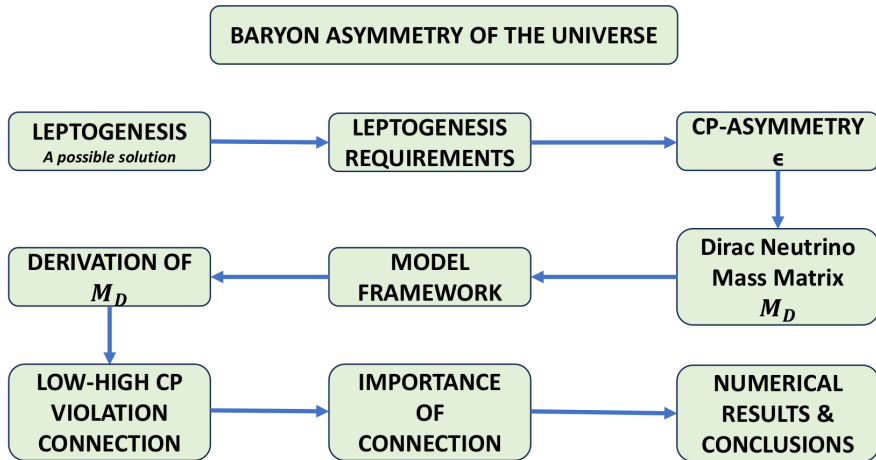 BARYON ASYMMETRY OF THE UNIVERSE
LEPTOGENESIS
A possible solution
LEPTOGENESIS
REQUIREMENTS
CP-ASYMMETRY
ϵ
Dirac Neutrino
Mass Matrix
M_D
MODEL
FRAMEWORK
DERIVATION OF
M_D
LOW-HIGH CP
VIOLATION
CONNECTION
IMPORTANCE
OF
CONNECTION
NUMERICAL
RESULTS &
CONCLUSIONS